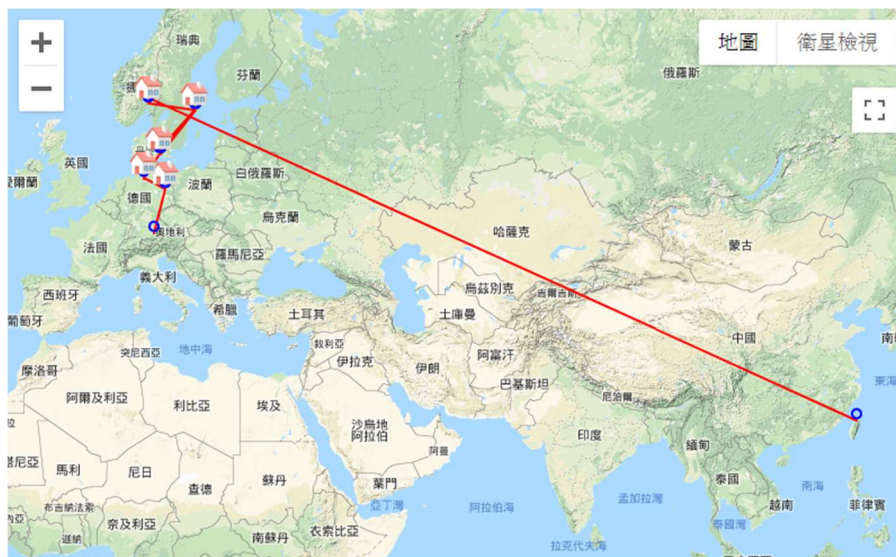 瑞典
芬蘭
俄羅斯
地圖
衛星檢視
英國
愛爾蘭
德國
波蘭
白俄羅斯
法國
奧地利
烏克蘭
羅馬尼亞
義大利
哈薩克
蒙古
西班牙
葡萄牙
希臘
土耳其
烏茲別克
吉爾吉斯
土庫曼
中國
東海
突尼西亞
地中海
敘利亞
伊拉克
伊朗
阿富汗
巴基斯坦
尼泊爾
摩洛哥
阿爾及利亞
利比亞
埃及
沙烏地
阿拉伯
阿曼
印度
緬甸
馬利
尼日
查德
蘇丹
葉門
亞丁灣
阿拉伯海
孟加拉灣
泰國
南海
越南
菲律賓
布吉納法索
奈及利亞
迦納
南蘇丹
衣索比亞
泰國灣
拉克代夫海